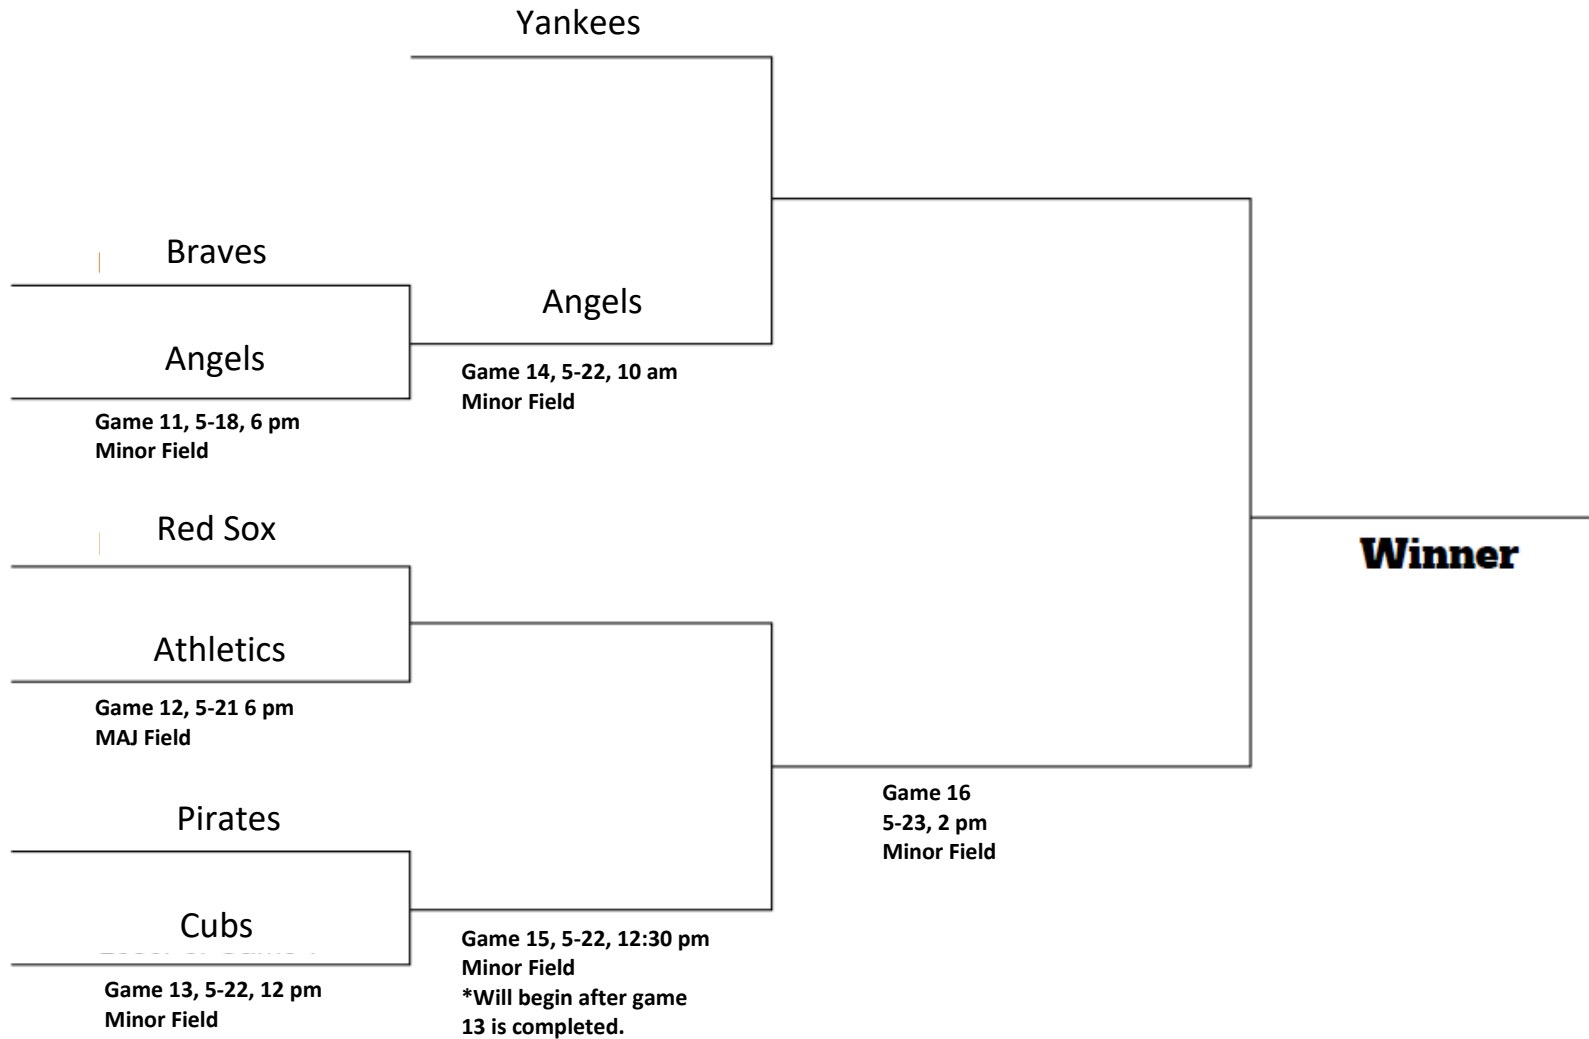 Yankees
Braves
Angels
Angels
Game 14, 5-22, 10 am
Minor Field
Game 11, 5-18, 6 pm
Minor Field
Red Sox
Winner
Athletics
Game 12, 5-21 6 pm
MAJ Field
Pirates
Game 16
5-23, 2 pm
Minor Field
Cubs
Game 15, 5-22, 12:30 pm
Minor Field
*Will begin after game
13 is completed.
Game 13, 5-22, 12 pm
Minor Field